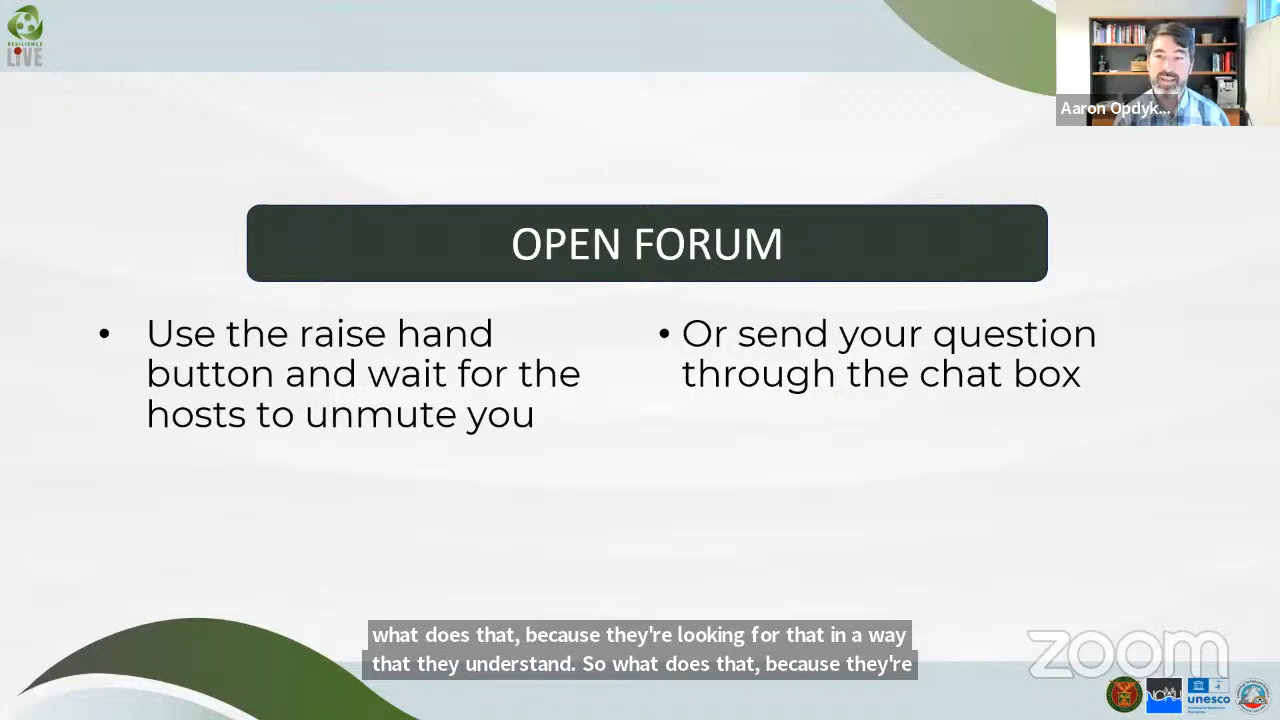 RESILIENCE
LIVE
Aaron Opdyk...
OPEN FORUM
• Use the raise hand
button and wait for the
hosts to unmute you
• Or send your question
through the chat box
what does that, because they're looking for that in a way
that they understand. So what does that, because they're
zoom
NOAH
unesco